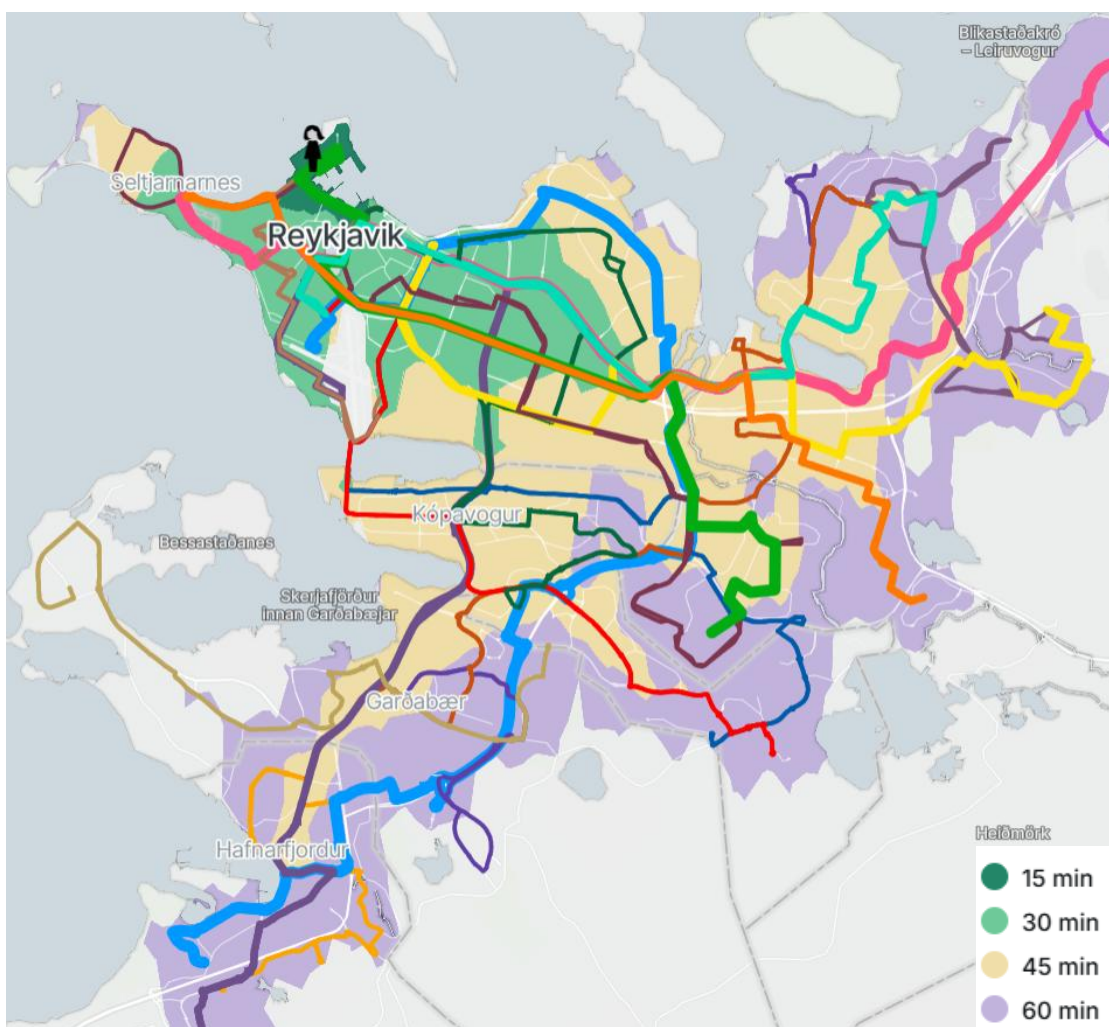 Blikastaðakró
– Leiruvogur
Seltjarnarnes
Reykjavik
Kópavogur
Bessastaðanes
Skerjafjörður
innan Garðabæjar
Garðabær
Hafnarfjordur
Heiðmörk
15 min
30 min
45 min
60 min